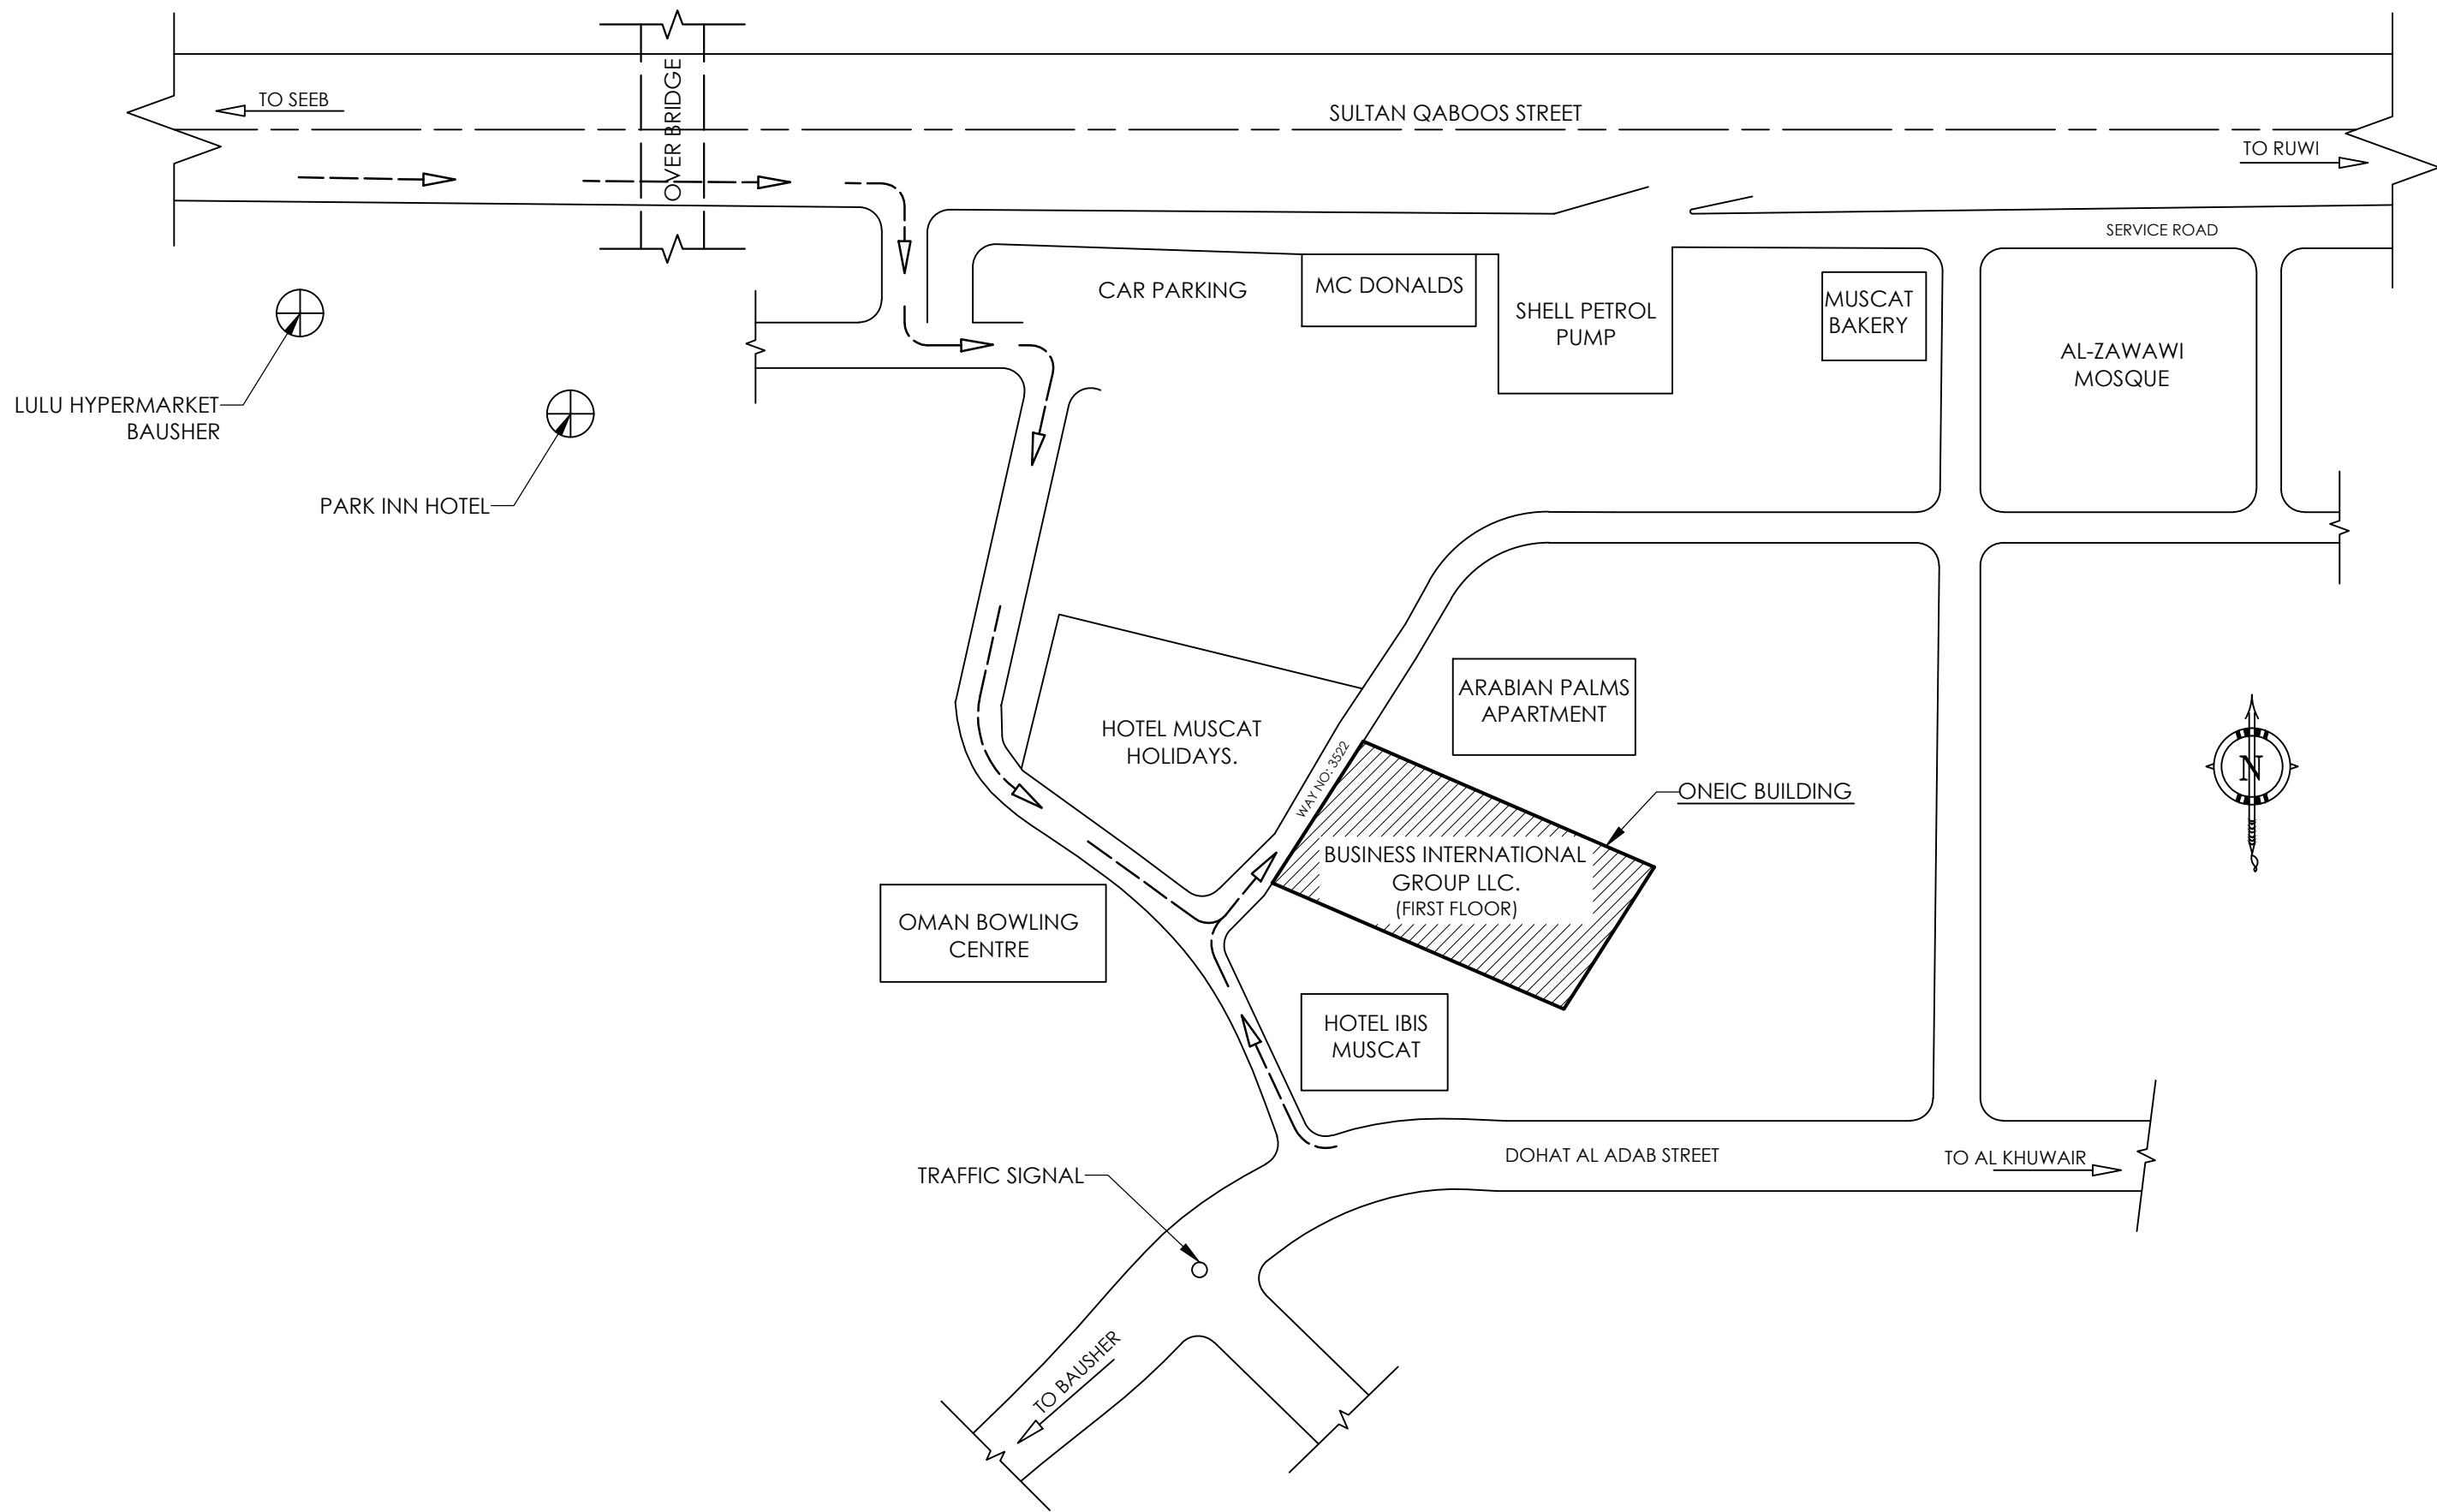 TO SEEB
OVER BRIDGE
SULTAN QABOOS STREET
TO RUWI
SERVICE ROAD
CAR PARKING
MC DONALDS
SHELL PETROL
PUMP
MUSCAT
BAKERY
AL-ZAWAWI
MOSQUE
LULU HYPERMARKET
BAUSHER
PARK INN HOTEL
ARABIAN PALMS
APARTMENT
HOTEL MUSCAT
HOLIDAYS.
WAY NO: 3522
ONEIC BUILDING
N
BUSINESS INTERNATIONAL
GROUP LLC.
(FIRST FLOOR)
OMAN BOWLING
CENTRE
HOTEL IBIS
MUSCAT
DOHAT AL ADAB STREET
TO AL KHUWAIR
TRAFFIC SIGNAL
TO BAUSHER